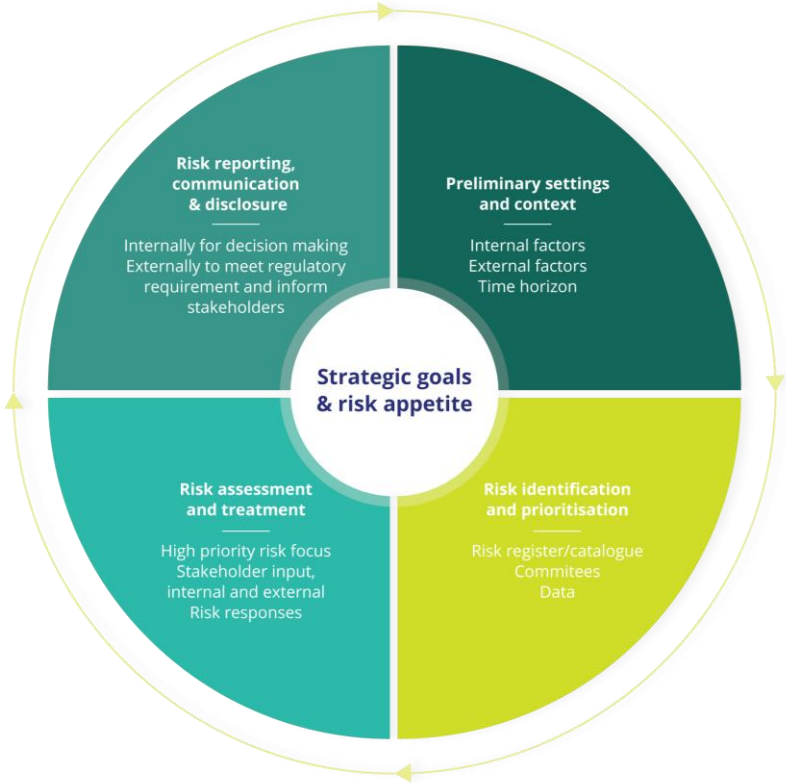 Risk reporting,
communication
& disclosure
Internally for decision making
Externally to meet regulatory
requirement and inform
stakeholders
Preliminary settings
and context
Internal factors
External factors
Time horizon
Strategic goals
& risk appetite
Risk assessment
and treatment
High priority risk focus
Stakeholder input,
internal and external
Risk responses
Risk identification
and prioritisation
Risk register/catalogue
Commitees
Data